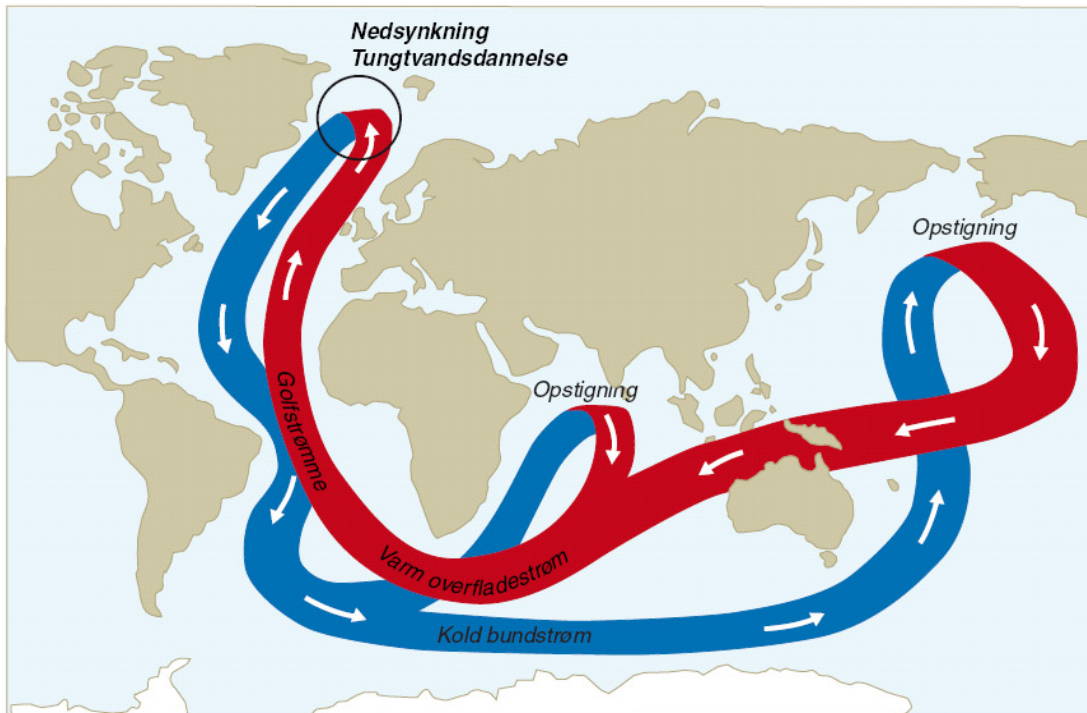 Nedsynkning
Tungtvandsdannelse
Opstigning
Opstigning
Golfstrømme
Varm overfladestrøm
Kold bundstrøm